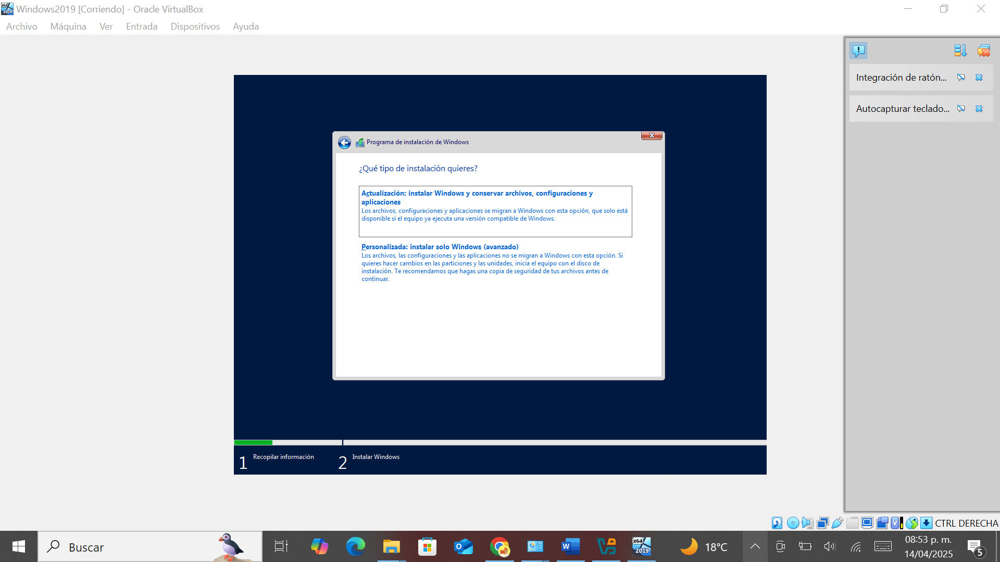 Windows2019 [Corriendo] - Oracle VirtualBox
Archivo Máquina Ver Entrada Dispositivos Ayuda
Integración de ratón...
Autocapturar teclado...
Programa de instalación de Windows
¿Qué tipo de instalación quieres?
Actualización: instalar Windows y conservar archivos, configuraciones y
aplicaciones
Los archivos, configuraciones y aplicaciones se migran a Windows con esta opción, que solo está
disponible si el equipo ya ejecuta una versión compatible de Windows.
Personalizada: instalar solo Windows (avanzado)
Los archivos, las configuraciones y las aplicaciones no se migran a Windows con esta opción. Si
quieres hacer cambios en las particiones y las unidades, inicia el equipo con el disco de
instalación. Te recomendamos que hagas una copia de seguridad de tus archivos antes de
continuar.
1 Recopilar información 2 Instalar Windows
CTRL DERECHA
Buscar
x64 2019
18°C
08:53 p. m.
14/04/2025
5